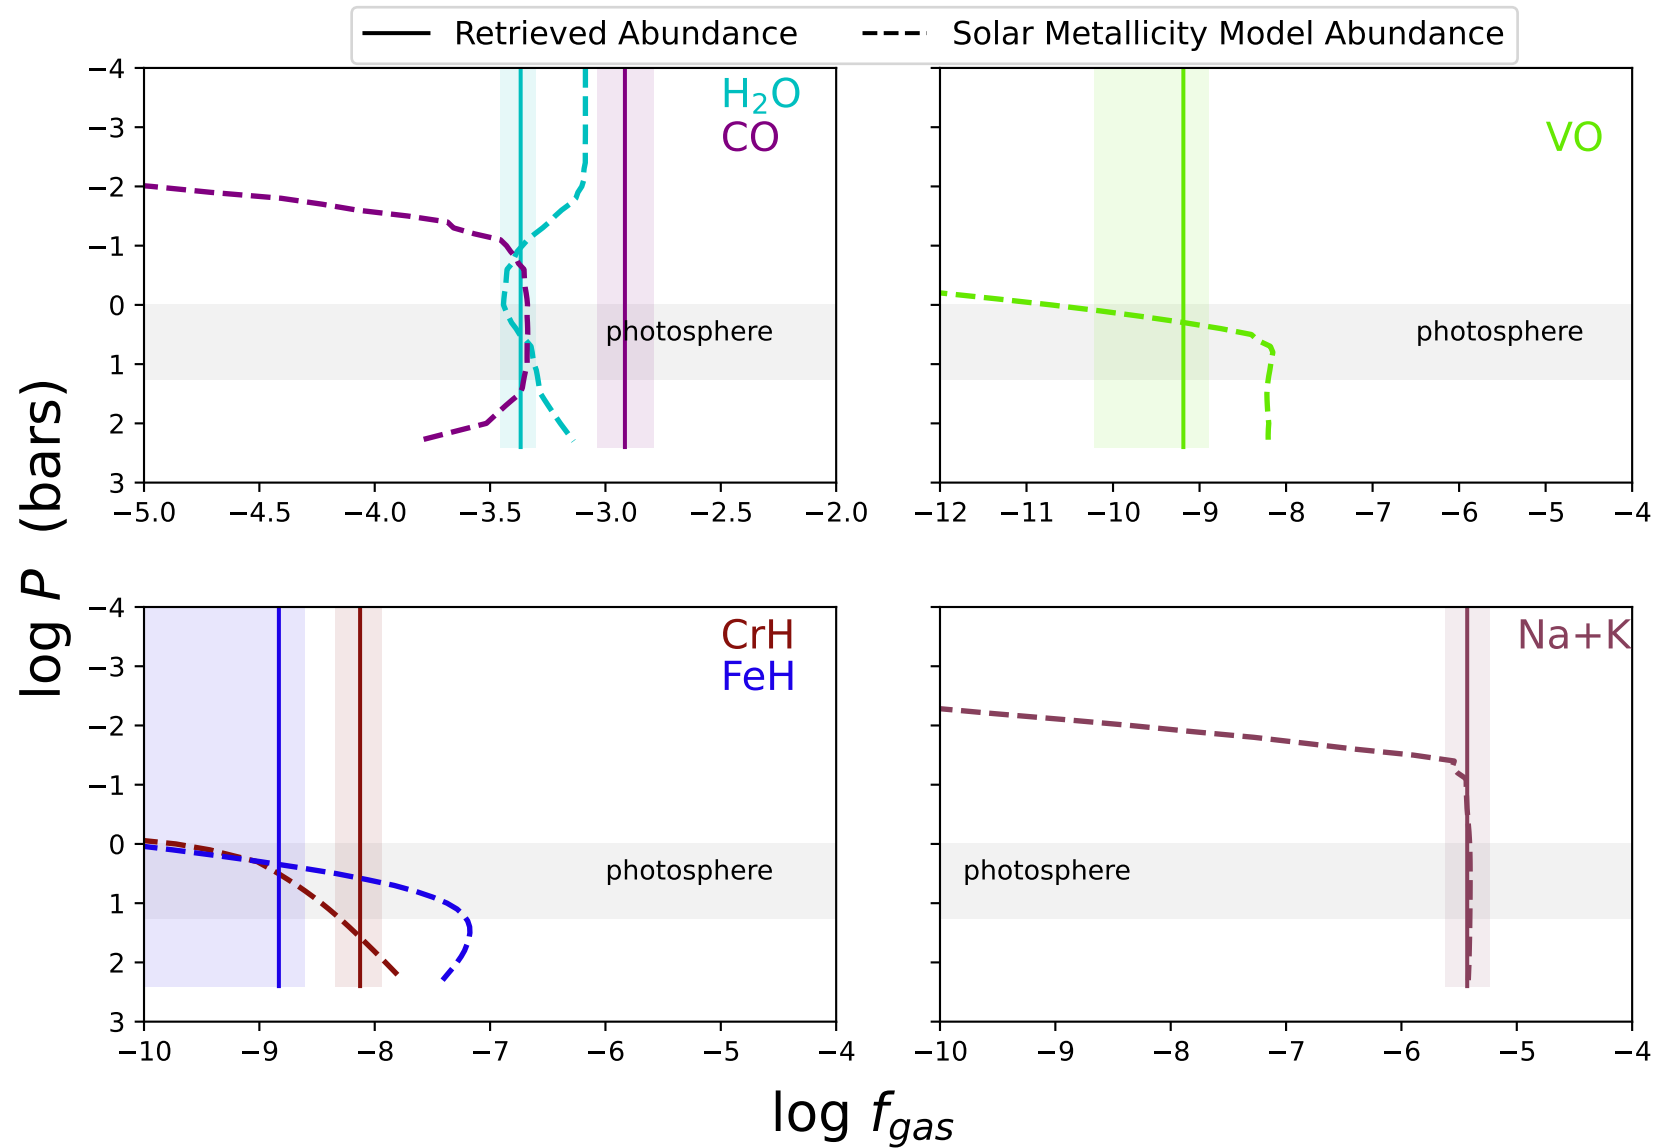 Retrieved Abundance Solar Metallicity Model Abundance
H₂O
CO
VO
−4
−3
−2
−1
0
1
2
3
photosphere
photosphere
−5.0 −4.5 −4.0 −3.5 −3.0 −2.5 −2.0
−12 −11 −10 −9 −8 −7 −6 −5 −4
log P (bars)
CrH
FeH
Na+K
−4
−3
−2
−1
0
1
2
3
photosphere
photosphere
−10 −9 −8 −7 −6 −5 −4
−10 −9 −8 −7 −6 −5 −4
log f_gas